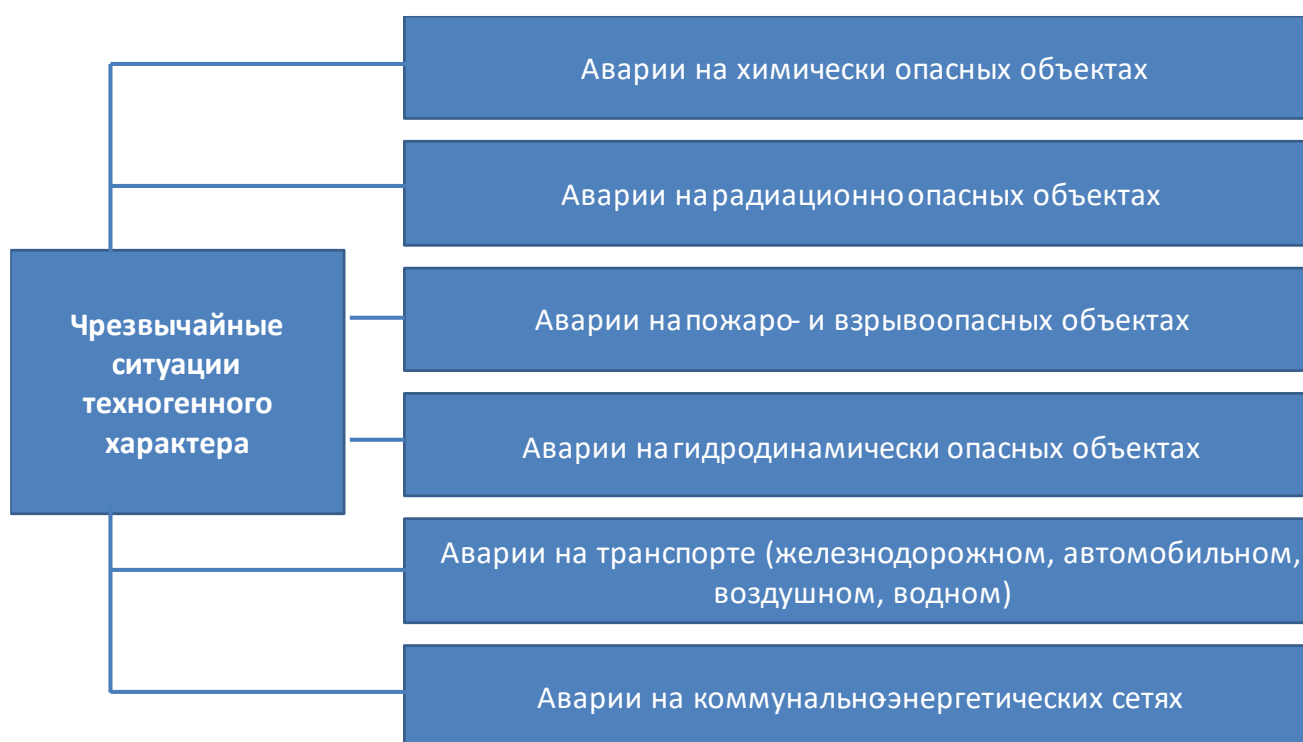 Аварии на химически опасных объектах
Аварии на радиационно опасных объектах
Чрезвычайные
ситуации
техногенного
характера
Аварии на пожаро- и взрывоопасных объектах
Аварии на гидродинамически опасных объектах
Аварии на транспорте (железнодорожном, автомобильном,
воздушном, водном)
Аварии на коммунально-энергетических сетях